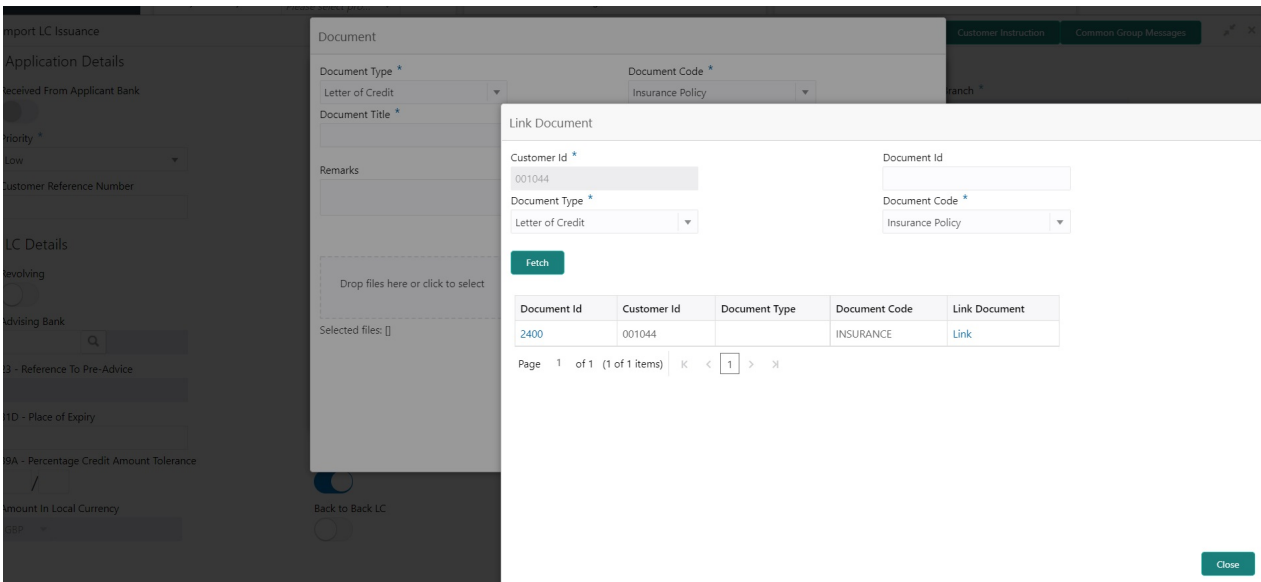 Import LC Issuance
Customer Instruction
Common Group Messages
Application Details
Received From Applicant Bank
Priority *
Low
Customer Reference Number
LC Details
Revolving
Advising Bank
23 - Reference To Pre-Advice
31D - Place of Expiry
39A - Percentage Credit Amount Tolerance
/
Amount In Local Currency
GBP
Back to Back LC
Branch *
Document
Document Type *
Document Code *
Letter of Credit
Insurance Policy
Document Title *
Remarks
Drop files here or click to select
Selected files: []
Link Document
Customer Id *
Document Id
001044
Document Type *
Document Code *
Letter of Credit
Insurance Policy
Fetch
Document Id Customer Id Document Type Document Code Link Document
2400 001044 INSURANCE Link
Page 1 of 1 (1 of 1 items) 1
Close